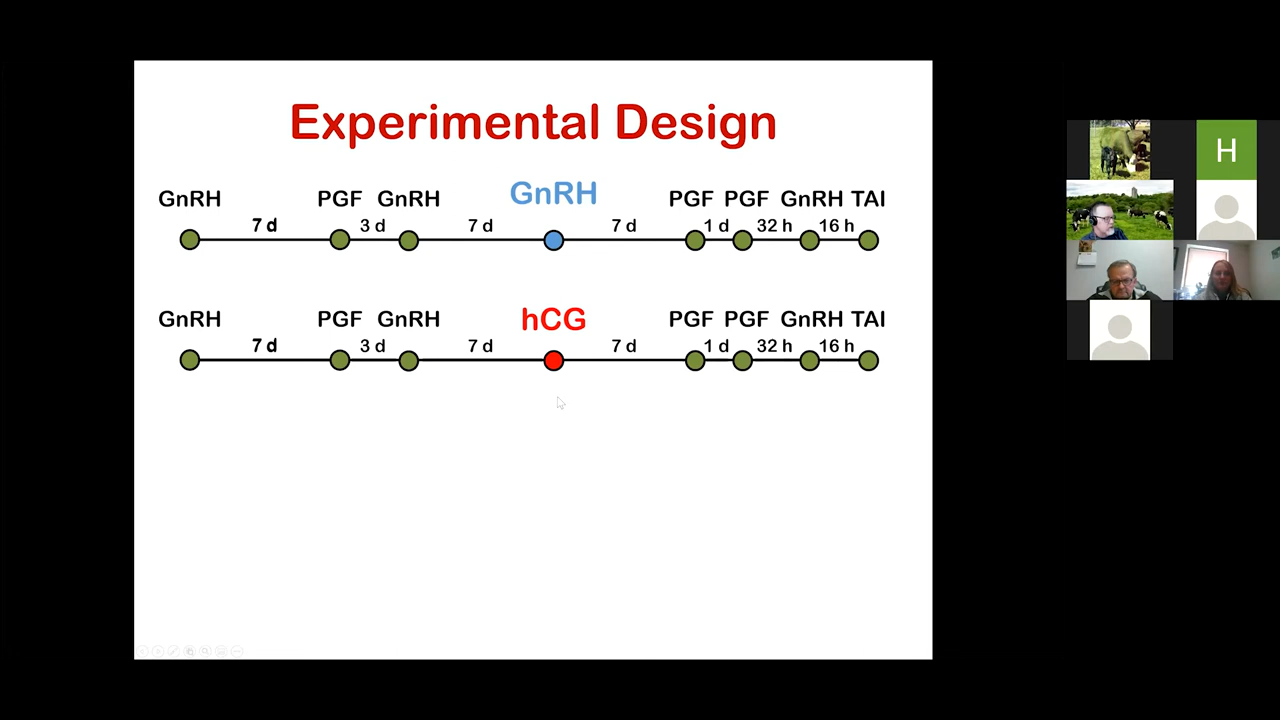 Experimental Design
GnRH PGF GnRH GnRH PGF PGF GnRH TAI
7 d 3 d 7 d 7 d 1 d 32 h 16 h
GnRH PGF GnRH hCG PGF PGF GnRH TAI
7 d 3 d 7 d 7 d 1 d 32 h 16 h
H